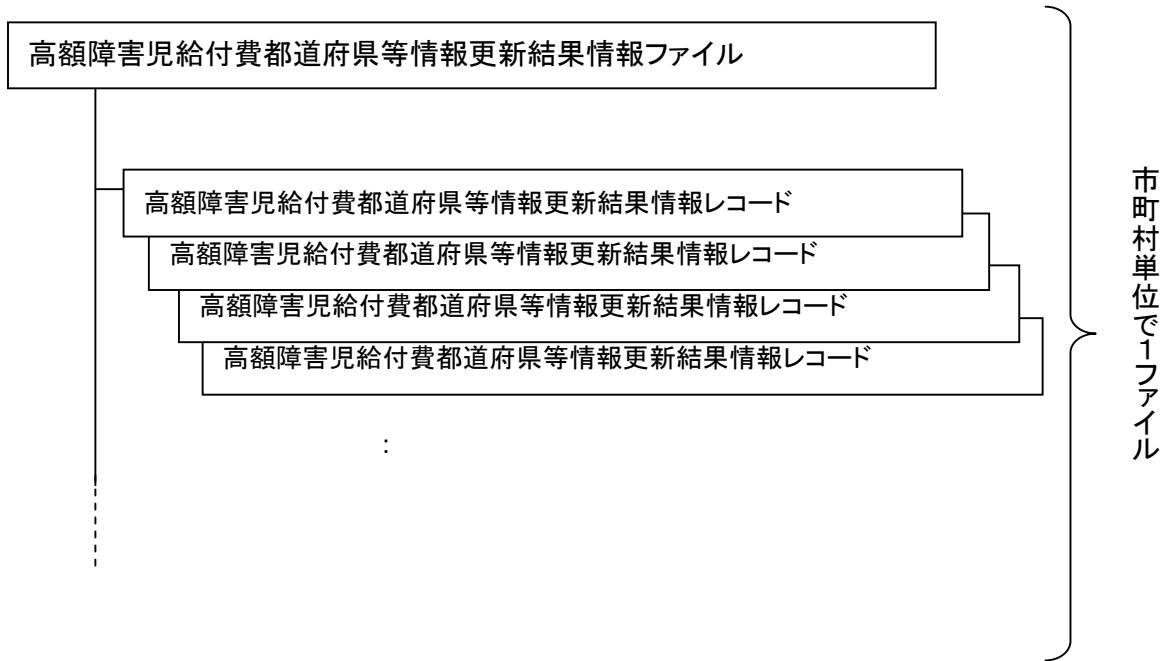 高額障害児給付費都道府県等情報更新結果情報ファイル
高額障害児給付費都道府県等情報更新結果情報レコード
高額障害児給付費都道府県等情報更新結果情報レコード
高額障害児給付費都道府県等情報更新結果情報レコード
高額障害児給付費都道府県等情報更新結果情報レコード
:
市町村単位で1ファイル